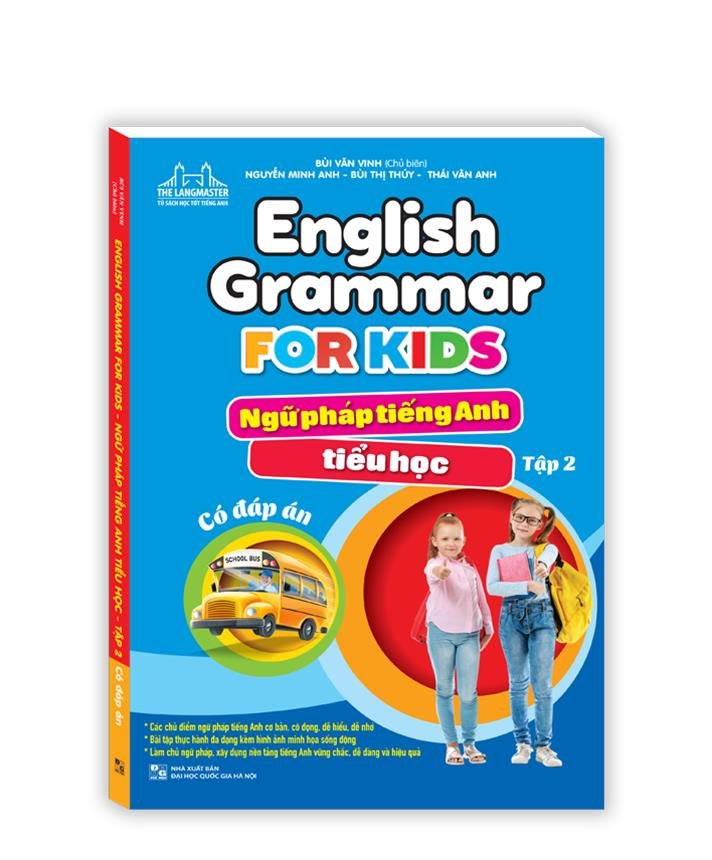 BÙI VĂN VINH (Chủ biên)
NGUYỄN MINH ANH - BÙI THỊ THỦY - THÁI VÂN ANH
THE LANGMASTER
TỦ SÁCH HỌC TỐT TIẾNG ANH
English
Grammar
FOR KIDS
Ngữ pháp tiếng Anh
tiểu học
Tập 2
Có đáp án
SCHOOL BUS
* Các chủ điểm ngữ pháp tiếng Anh cơ bản, cô đọng, dễ hiểu, dễ nhớ
* Bài tập thực hành đa dạng kèm hình ảnh minh họa sống động
* Làm chủ ngữ pháp, xây dựng nền tảng tiếng Anh vững chắc, dễ dàng và hiệu quả
NHÀ XUẤT BẢN
ĐẠI HỌC QUỐC GIA HÀ NỘI
BÙI VĂN VINH
(Chủ biên)
ENGLISH GRAMMAR FOR KIDS - NGỮ PHÁP TIẾNG ANH TIỂU HỌC - TẬP 2
Có đáp án